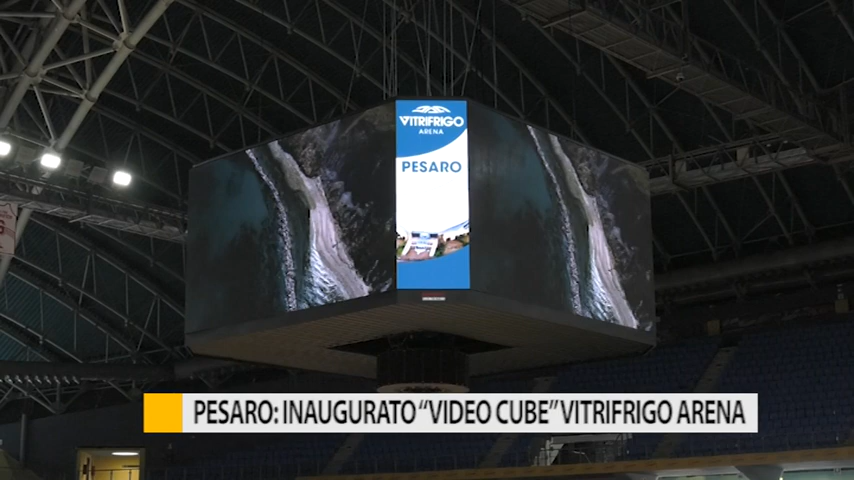 VITRIFRIGO
ARENA
PESARO
PESARO: INAUGURATO “VIDEO CUBE” VITRIFRIGO ARENA